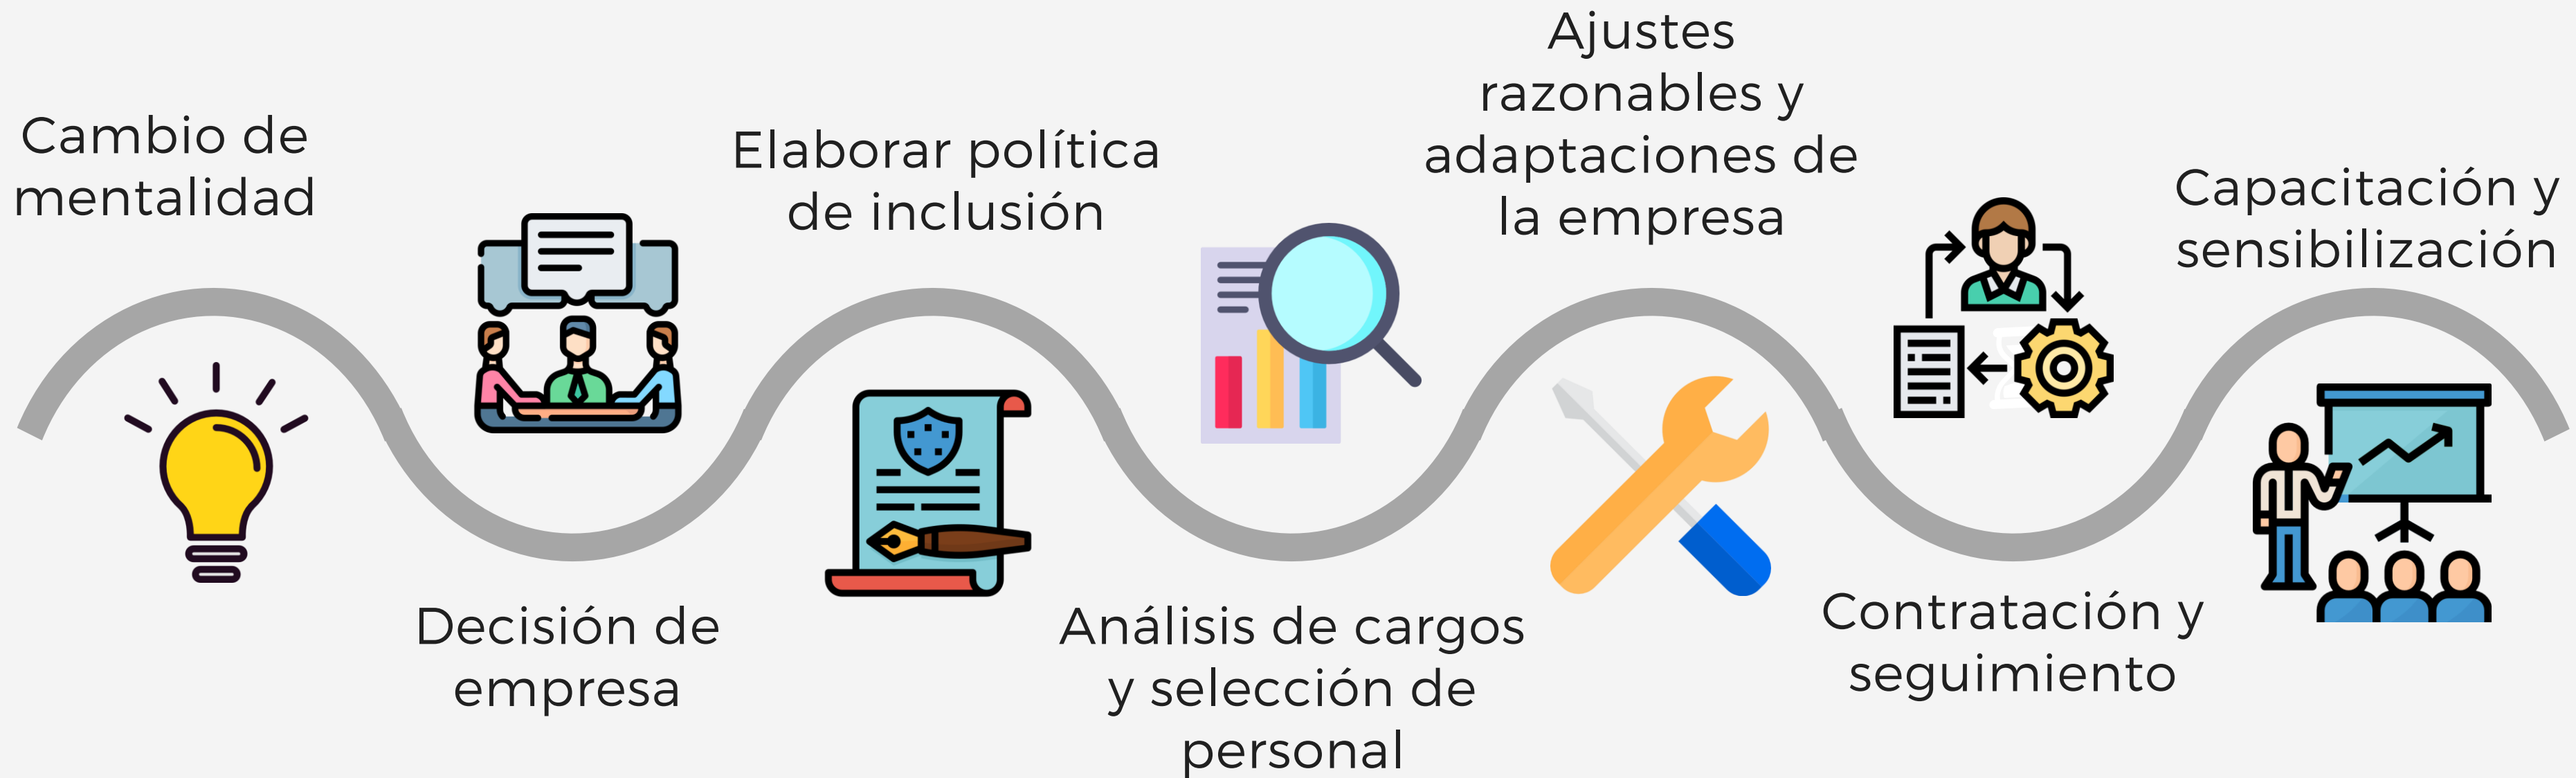 Cambio de
mentalidad
Decisión de
empresa
Elaborar política
de inclusión
Análisis de cargos
y selección de
personal
Ajustes
razonables y
adaptaciones de
la empresa
Contratación y
seguimiento
Capacitación y
sensibilización